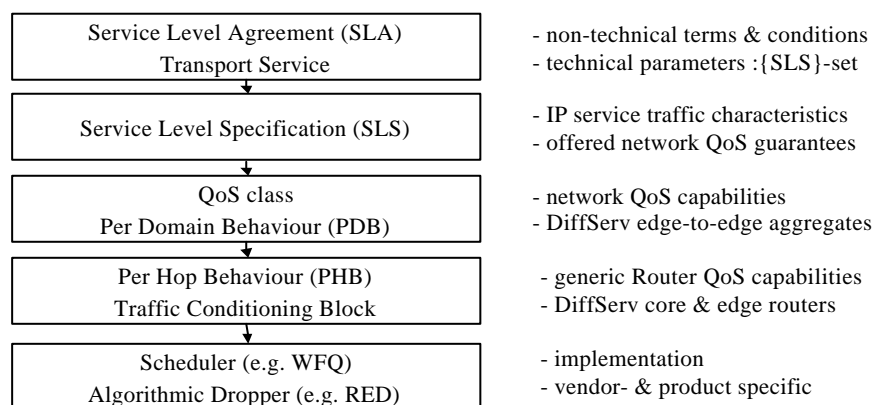 Service Level Agreement (SLA)
Transport Service
- non-technical terms & conditions
- technical parameters :{SLS}-set
Service Level Specification (SLS)
- IP service traffic characteristics
- offered network QoS guarantees
QoS class
Per Domain Behaviour (PDB)
- network QoS capabilities
- DiffServ edge-to-edge aggregates
Per Hop Behaviour (PHB)
Traffic Conditioning Block
- generic Router QoS capabilities
- DiffServ core & edge routers
Scheduler (e.g. WFQ)
Algorithmic Dropper (e.g. RED)
- implementation
- vendor- & product specific